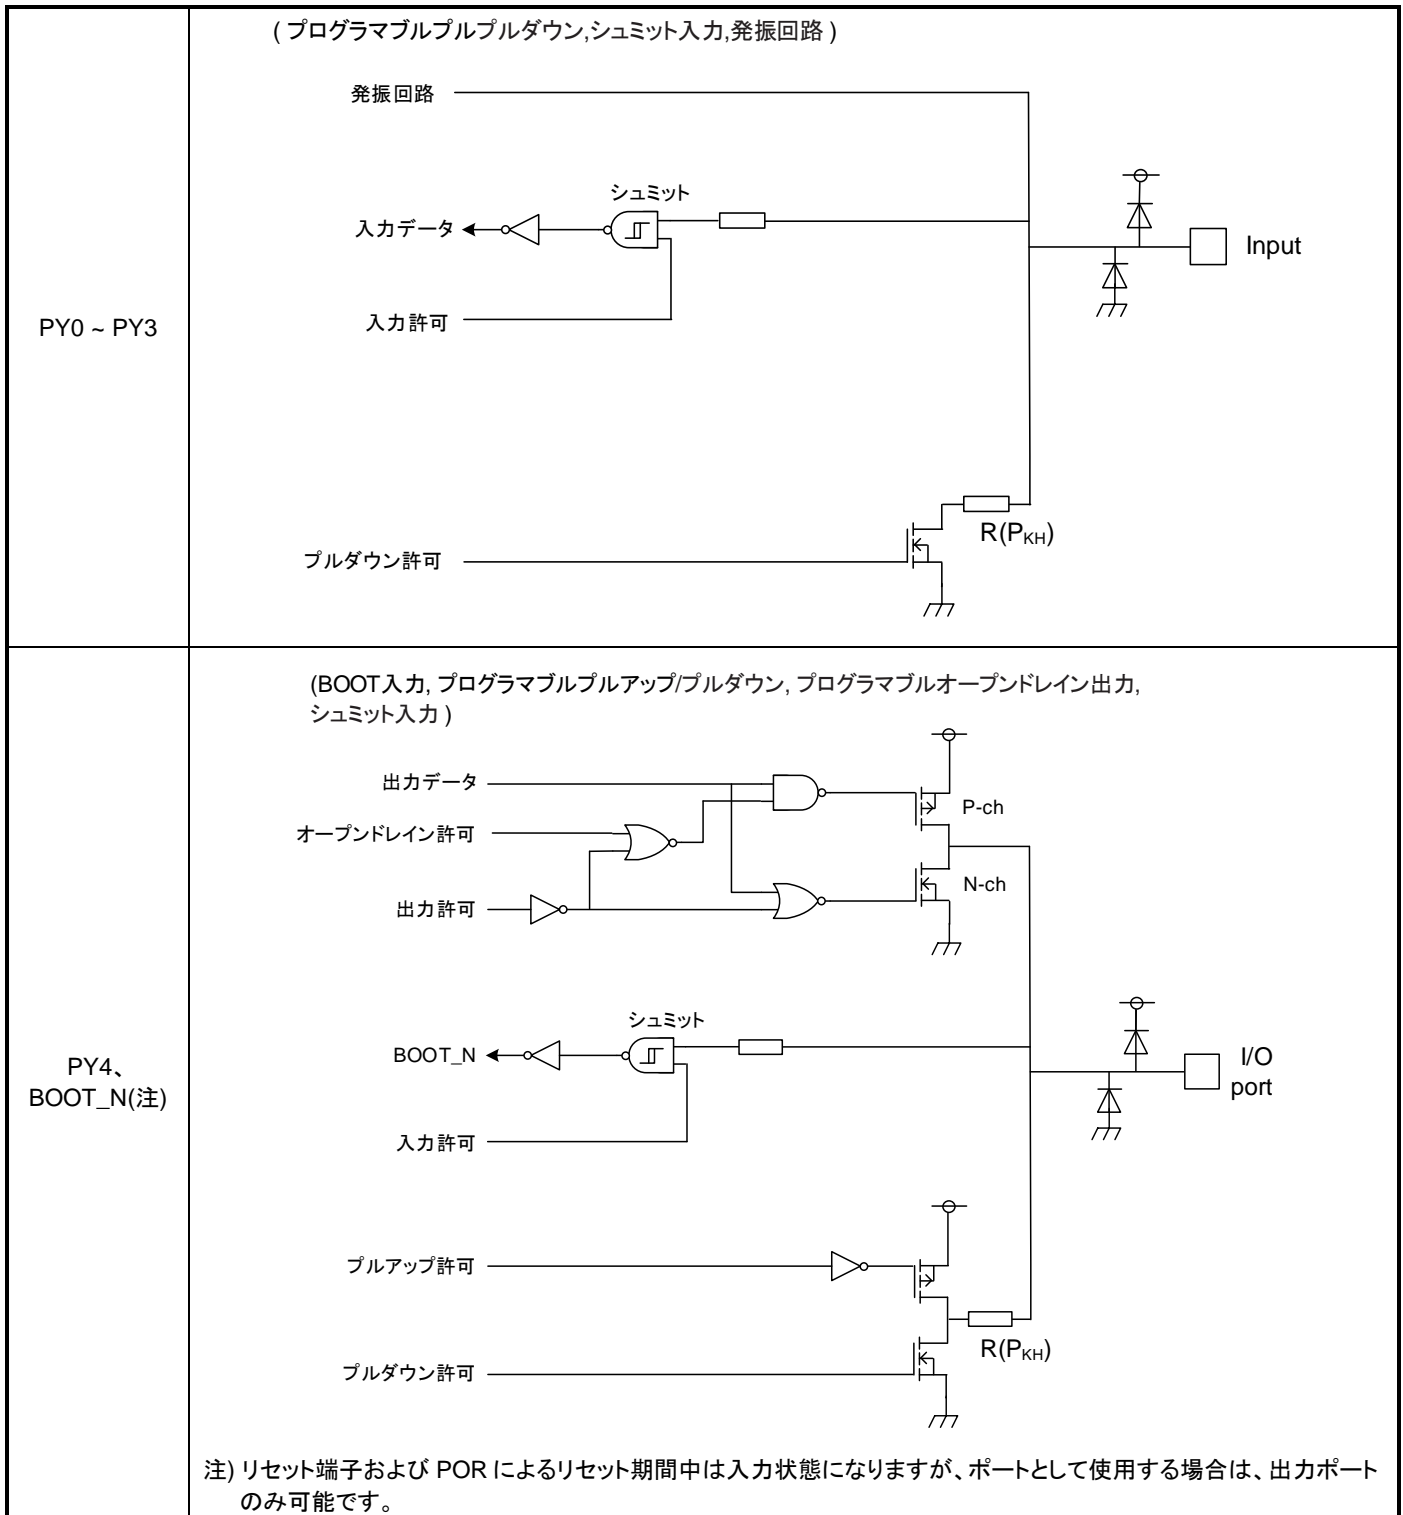 ( プログラマブルプルプルダウン,シュミット入力,発振回路 )
発振回路
シュミット
入力データ
Input
入力許可
PY0 ~ PY3
R(PKH)
プルダウン許可
(BOOT入力, プログラマブルプルアップ/プルダウン, プログラマブルオープンドレイン出力,
シュミット入力 )
出力データ
P-ch
オープンドレイン許可
N-ch
出力許可
シュミット
BOOT_N
I/O
port
PY4、
BOOT_N(注)
入力許可
プルアップ許可
R(PKH)
プルダウン許可
注) リセット端子および POR によるリセット期間中は入力状態になりますが、ポートとして使用する場合は、出力ポート
のみ可能です。